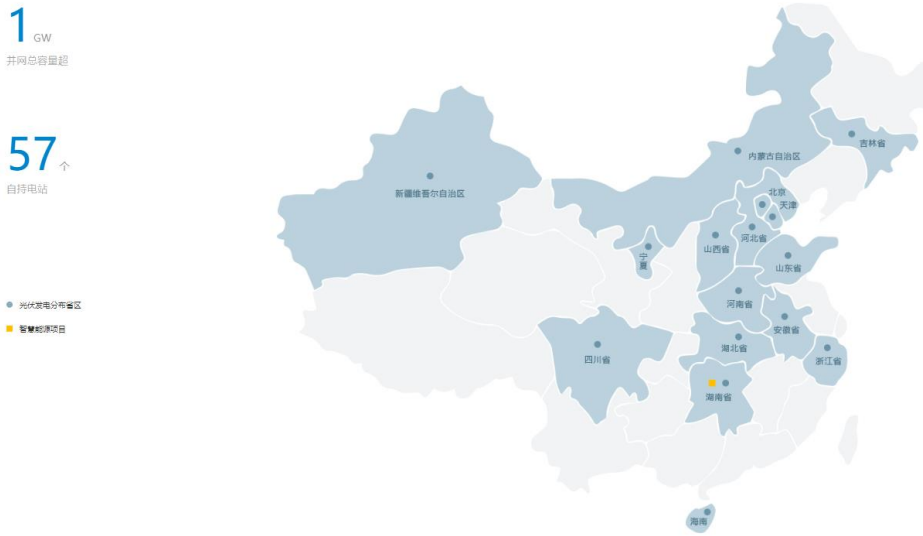 1 GW
并网总容量超
57 个
自持电站
光伏发电分布省区
智慧能源项目
吉林省
内蒙古自治区
新疆维吾尔自治区
北京
天津
河北省
山西省
宁夏
山东省
河南省
安徽省
湖北省
四川省
浙江省
湖南省
海南